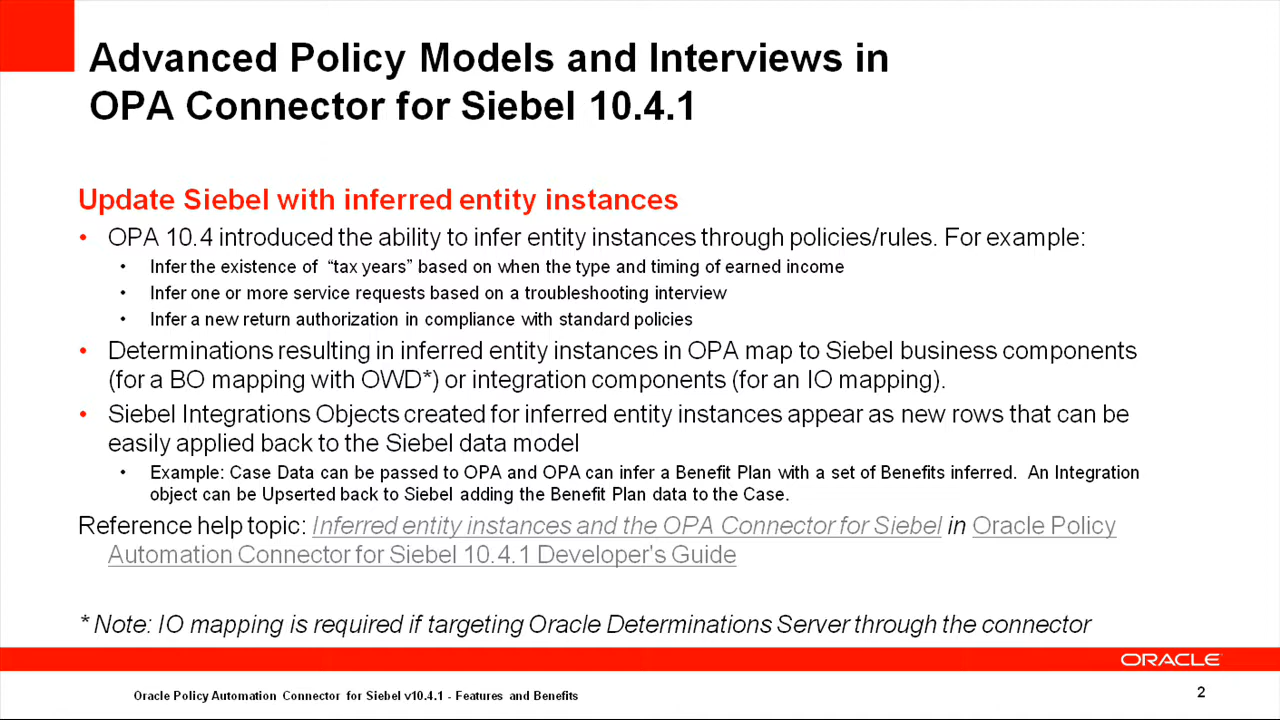 Advanced Policy Models and Interviews in
OPA Connector for Siebel 10.4.1
Update Siebel with inferred entity instances
• OPA 10.4 introduced the ability to infer entity instances through policies/rules. For example:
• Infer the existence of “tax years” based on when the type and timing of earned income
• Infer one or more service requests based on a troubleshooting interview
• Infer a new return authorization in compliance with standard policies
• Determinations resulting in inferred entity instances in OPA map to Siebel business components
(for a BO mapping with OWD*) or integration components (for an IO mapping).
• Siebel Integrations Objects created for inferred entity instances appear as new rows that can be
easily applied back to the Siebel data model
• Example: Case Data can be passed to OPA and OPA can infer a Benefit Plan with a set of Benefits inferred. An Integration
object can be Upserted back to Siebel adding the Benefit Plan data to the Case.
Reference help topic: Inferred entity instances and the OPA Connector for Siebel in Oracle Policy
Automation Connector for Siebel 10.4.1 Developer's Guide
* Note: IO mapping is required if targeting Oracle Determinations Server through the connector
ORACLE
Oracle Policy Automation Connector for Siebel v10.4.1 - Features and Benefits
2